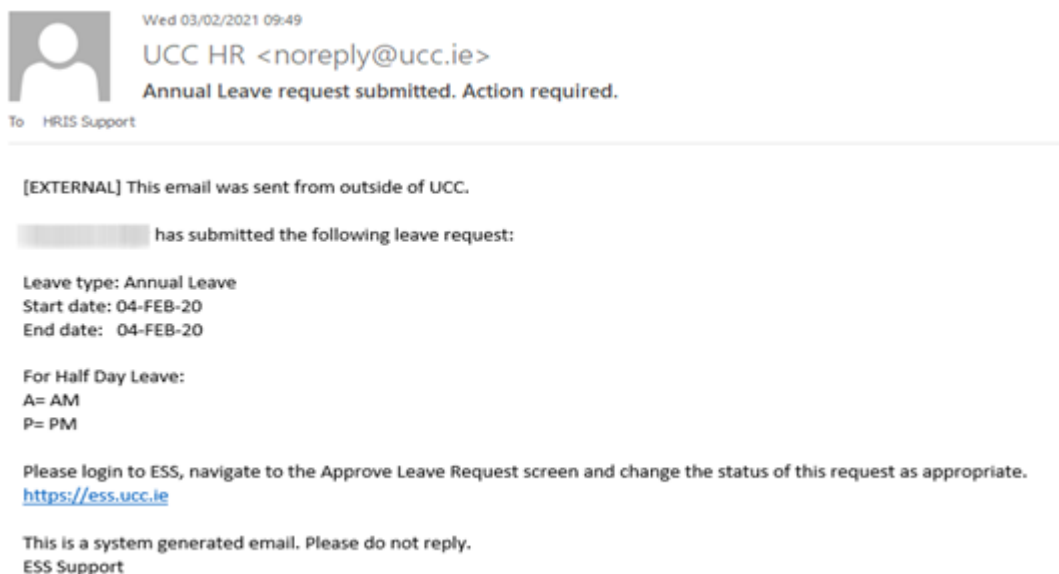 Wed 03/02/2021 09:49
UCC HR <noreply@ucc.ie>
Annual Leave request submitted. Action required.
To HRIS Support
[EXTERNAL] This email was sent from outside of UCC.
has submitted the following leave request:
Leave type: Annual Leave
Start date: 04-FEB-20
End date: 04-FEB-20
For Half Day Leave:
A= AM
P= PM
Please login to ESS, navigate to the Approve Leave Request screen and change the status of this request as appropriate.
https://ess.ucc.ie
This is a system generated email. Please do not reply.
ESS Support